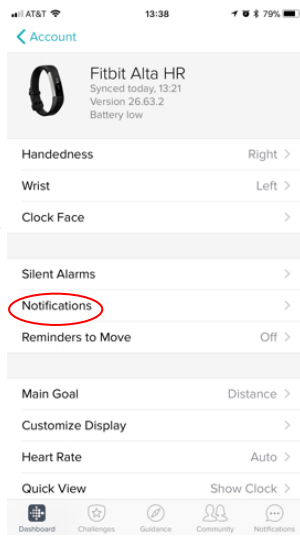 AT&T 13:38 79%
Account
Fitbit Alta HR
Synced today, 13:21
Version 26.63.2
Battery low
Handedness Right
Wrist Left
Clock Face
Silent Alarms
Notifications
Reminders to Move Off
Main Goal Distance
Customize Display
Heart Rate Auto
Quick View Show Clock
Dashboard Challenges Guidance Community Notifications